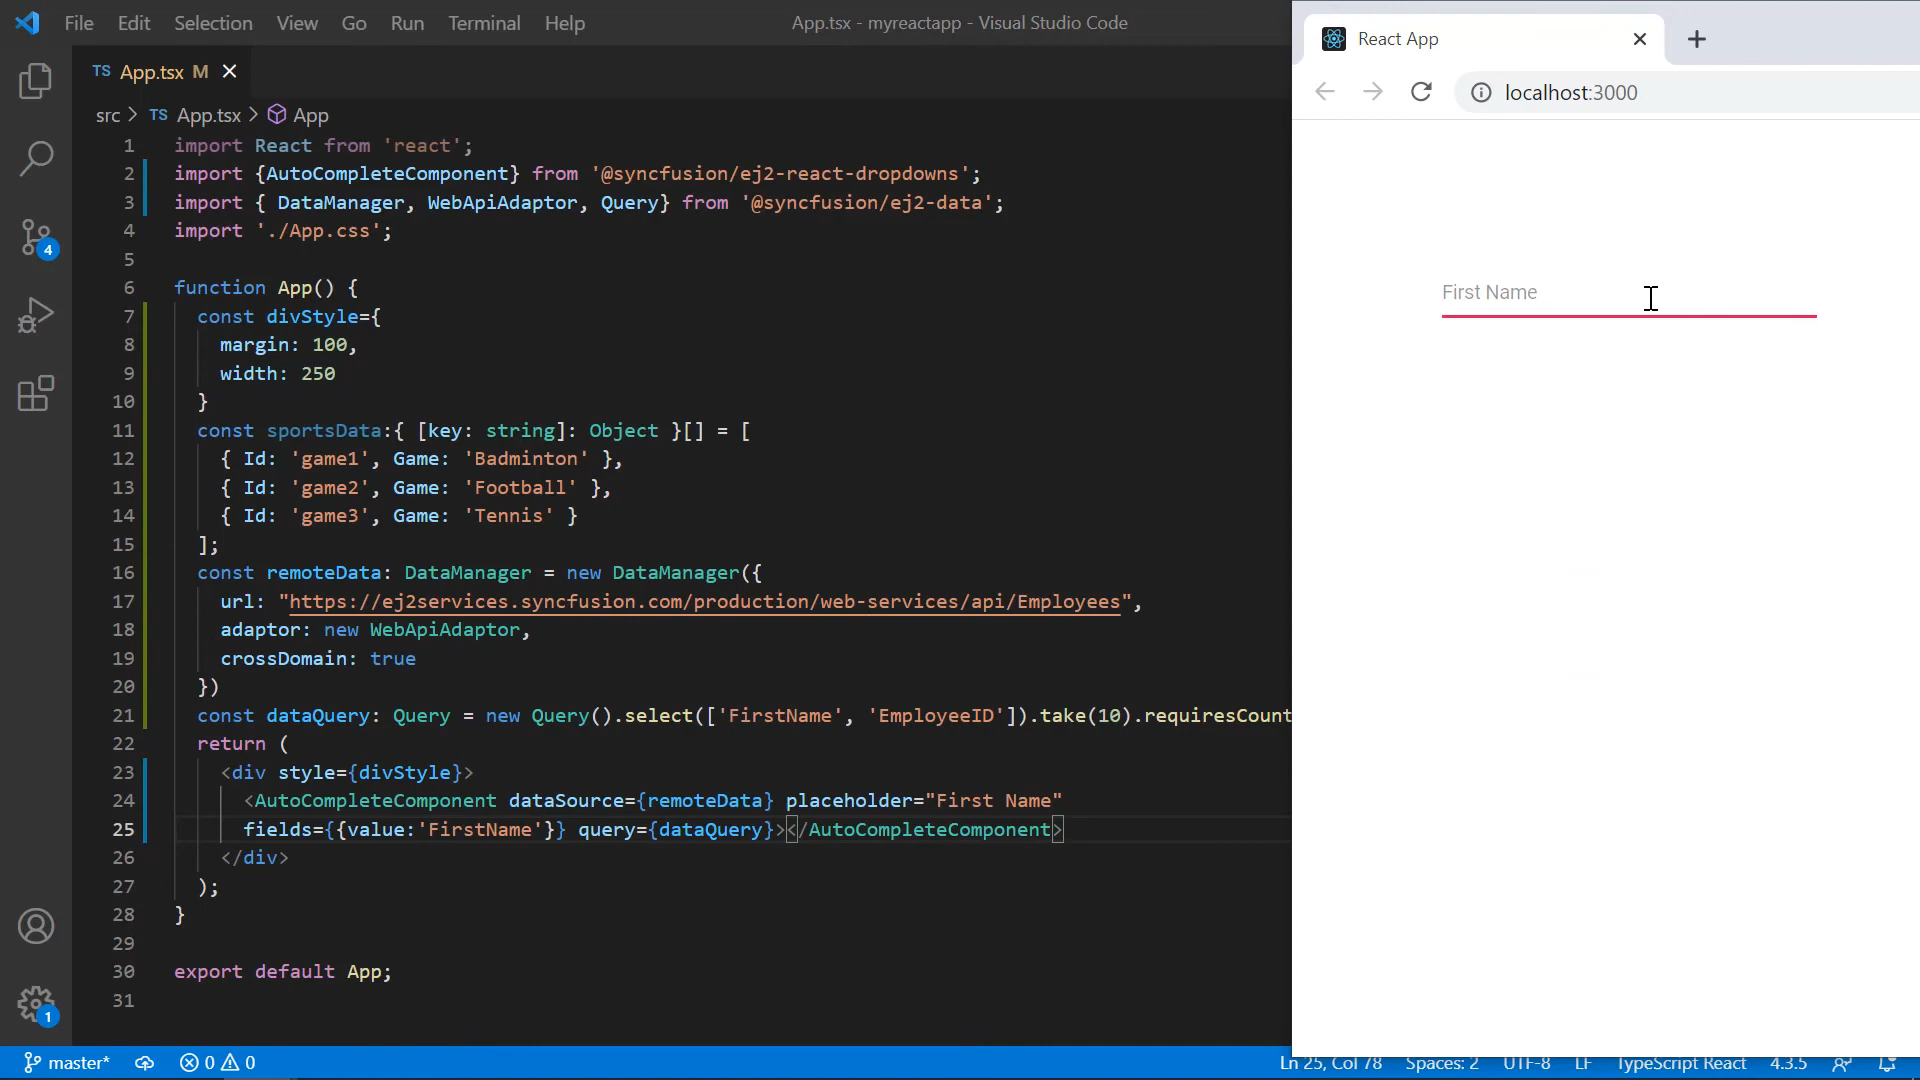 File Edit Selection View Go Run Terminal Help
App.tsx - myreactapp - Visual Studio Code
TS App.tsx M
src > TS App.tsx > App
1 import React from 'react';
2 import {AutoCompleteComponent} from '@syncfusion/ej2-react-dropdowns';
3 import { DataManager, WebApiAdaptor, Query} from '@syncfusion/ej2-data';
4 import './App.css';
5
6 function App() {
7 const divStyle={
8 margin: 100,
9 width: 250
10 }
11 const sportsData:{ [key: string]: Object }[] = [
12 { Id: 'game1', Game: 'Badminton' },
13 { Id: 'game2', Game: 'Football' },
14 { Id: 'game3', Game: 'Tennis' }
15 ];
16 const remoteData: DataManager = new DataManager({
17 url: "https://ej2services.syncfusion.com/production/web-services/api/Employees",
18 adaptor: new WebApiAdaptor,
19 crossDomain: true
20 })
21 const dataQuery: Query = new Query().select(['FirstName', 'EmployeeID']).take(10).requiresCount
22 return (
23 <div style={divStyle}>
24 <AutoCompleteComponent dataSource={remoteData} placeholder="First Name"
25 fields={{value:'FirstName'}} query={dataQuery}></AutoCompleteComponent>
26 </div>
27 );
28 }
29
30 export default App;
31
4
1
master* 0 0
Ln 25, Col 78 Spaces: 2 UTF-8 LF TypeScript React 4.3.5
React App
localhost:3000
First Name